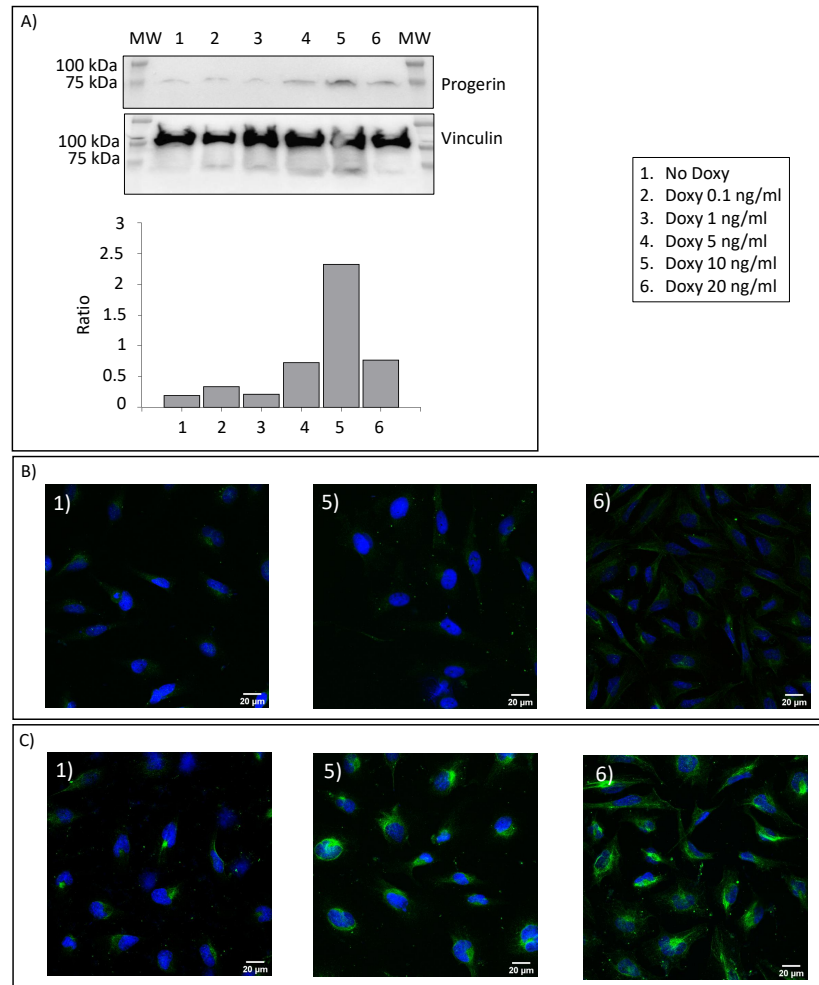 A)
MW 1 2 3 4 5 6 MW
100 kDa
75 kDa
Progerin
100 kDa
75 kDa
Vinculin
3
2.5
2
1.5
1
0.5
0
Ratio
1 2 3 4 5 6
1. No Doxy
2. Doxy 0.1 ng/ml
3. Doxy 1 ng/ml
4. Doxy 5 ng/ml
5. Doxy 10 ng/ml
6. Doxy 20 ng/ml
B)
1)
20 µm
5)
20 µm
6)
20 µm
C)
1)
20 µm
5)
20 µm
6)
20 µm